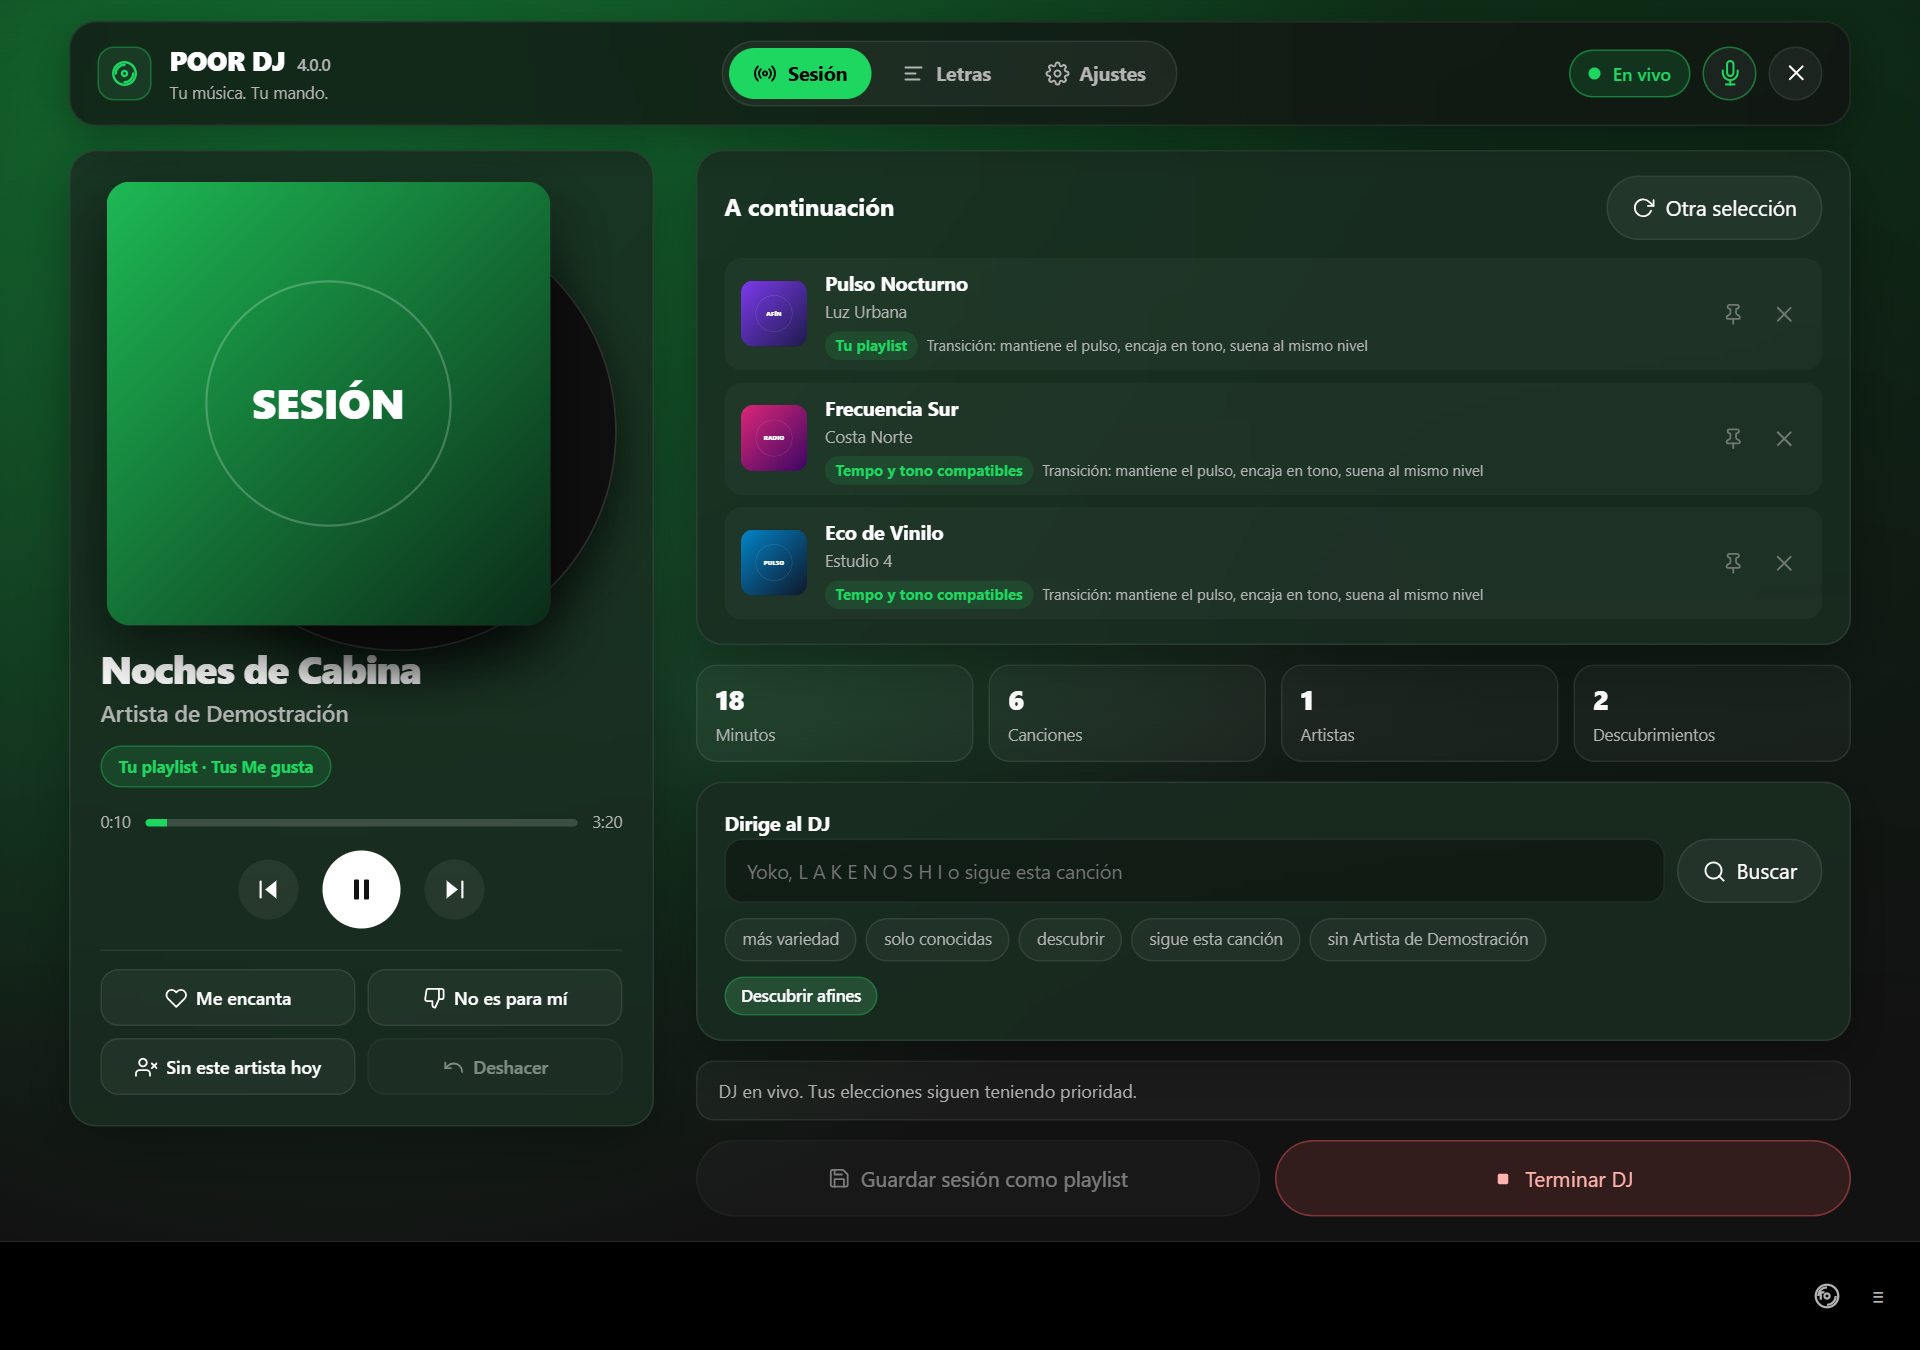 POOR DJ 4.0.0
Tu música. Tu mando.
Sesión
Letras
Ajustes
En vivo
SESIÓN
Noches de Cabina
Artista de Demostración
Tu playlist · Tus Me gusta
0:10
3:20
Me encanta
No es para mí
Sin este artista hoy
Deshacer
A continuación
Otra selección
AFÍN
Pulso Nocturno
Luz Urbana
Tu playlist Transición: mantiene el pulso, encaja en tono, suena al mismo nivel
RADIO
Frecuencia Sur
Costa Norte
Tempo y tono compatibles Transición: mantiene el pulso, encaja en tono, suena al mismo nivel
PULSO
Eco de Vinilo
Estudio 4
Tempo y tono compatibles Transición: mantiene el pulso, encaja en tono, suena al mismo nivel
18
Minutos
6
Canciones
1
Artistas
2
Descubrimientos
Dirige al DJ
Yoko, L A K E N O S H I o sigue esta canción
Buscar
más variedad
solo conocidas
descubrir
sigue esta canción
sin Artista de Demostración
Descubrir afines
DJ en vivo. Tus elecciones siguen teniendo prioridad.
Guardar sesión como playlist
Terminar DJ